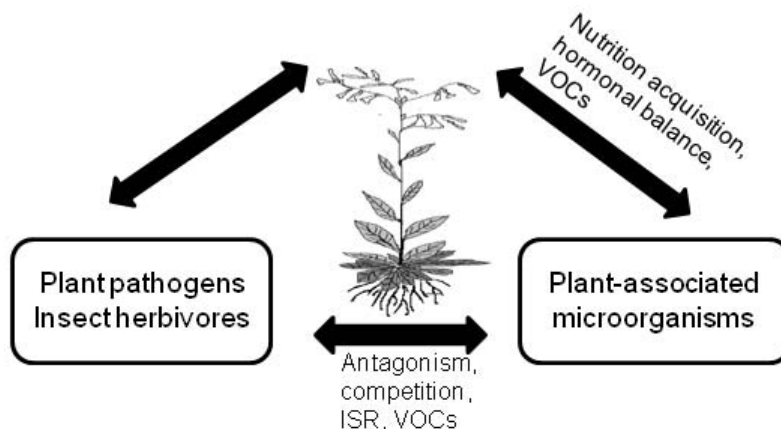 Nutrition acquisition,
hormonal balance,
VOCs
Plant pathogens
Insect herbivores
Plant-associated
microorganisms
Antagonism,
competition,
ISR, VOCs